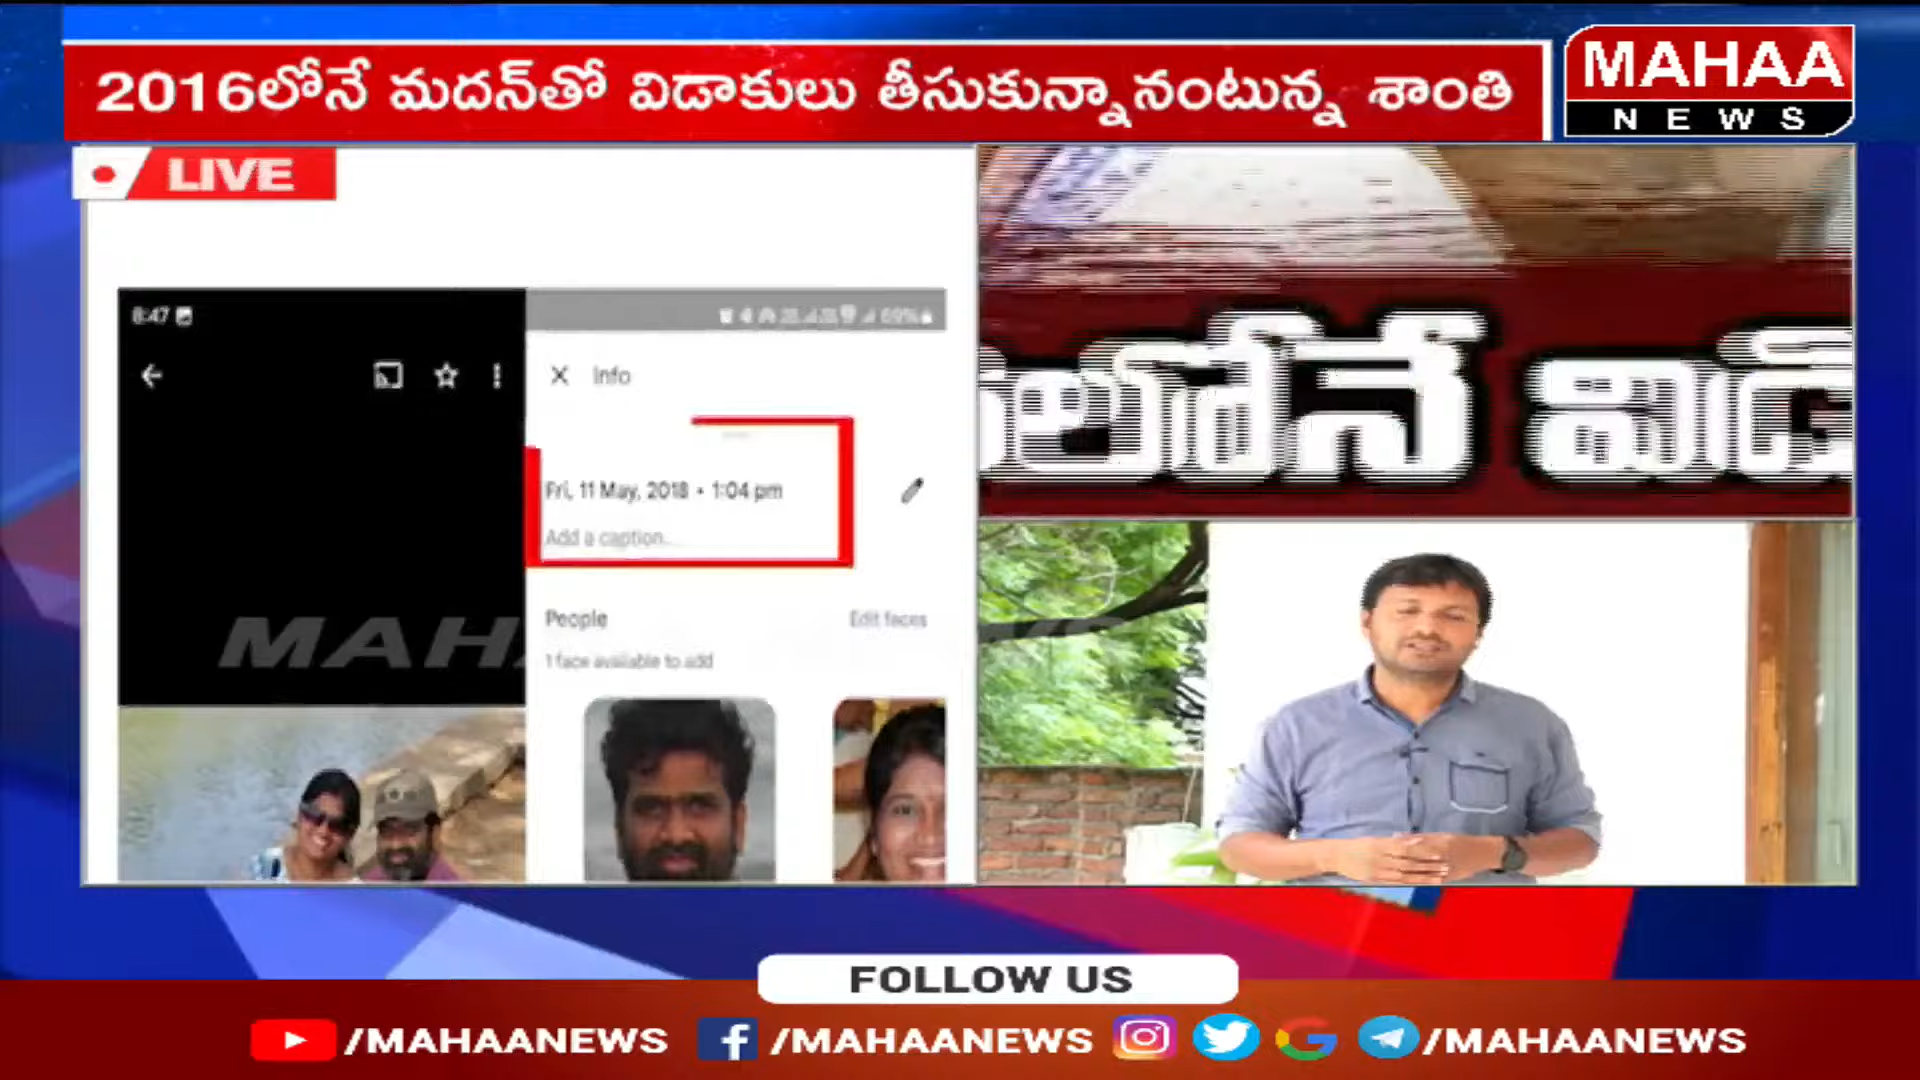 2016లోనే మదన్‌తో విడాకులు తీసుకున్నానంటున్న శాంతి
MAHAA
NEWS
LIVE
8:47
69%
Info
Fri, 11 May, 2018 • 1:04 pm
Add a caption...
People
Edit faces
1 face available to add
లోనే
FOLLOW US
/MAHAANEWS
/MAHAANEWS
/MAHAANEWS